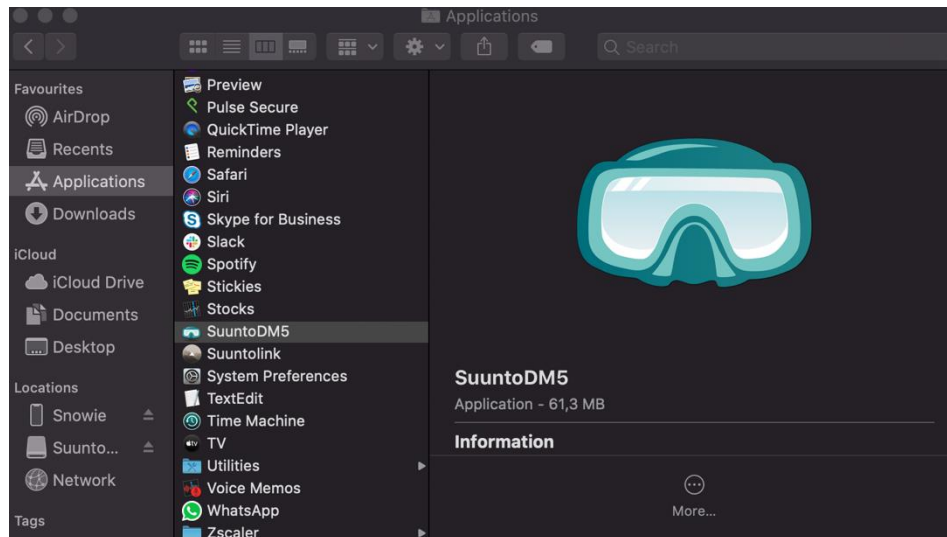 Applications
Search
Favourites
AirDrop
Recents
Applications
Downloads
iCloud
iCloud Drive
Documents
Desktop
Locations
Snowie
Suunto...
Network
Tags
Preview
Pulse Secure
QuickTime Player
Reminders
Safari
Siri
Skype for Business
Slack
Spotify
Stickies
Stocks
SuuntoDM5
Suuntolink
System Preferences
TextEdit
Time Machine
TV
Utilities
Voice Memos
WhatsApp
Zscaler
SuuntoDM5
Application - 61,3 MB
Information
More...